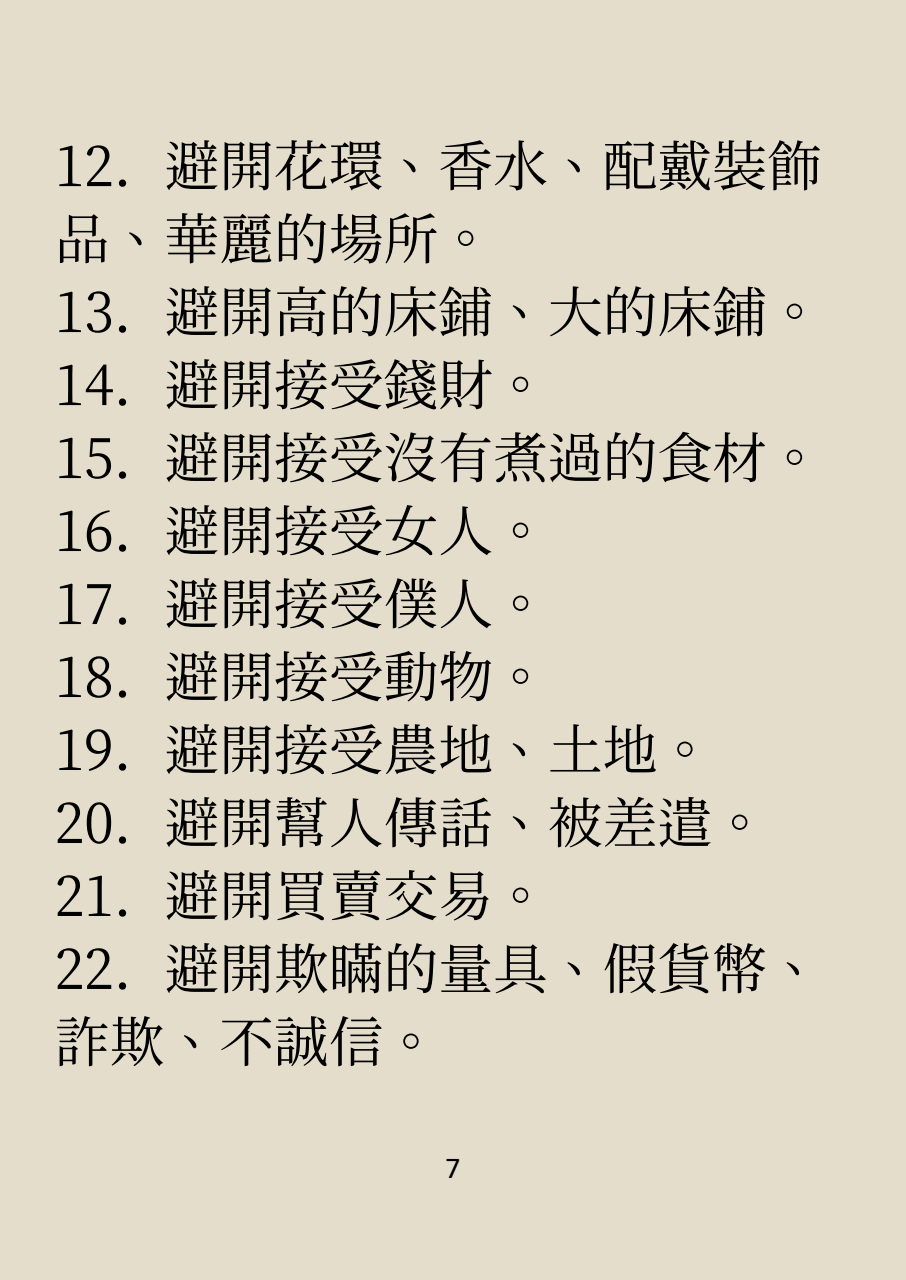 12. 避開花環、香水、配戴裝飾
品、華麗的場所。
13. 避開高的床鋪、大的床鋪。
14. 避開接受錢財。
15. 避開接受沒有煮過的食材。
16. 避開接受女人。
17. 避開接受僕人。
18. 避開接受動物。
19. 避開接受農地、土地。
20. 避開幫人傳話、被差遣。
21. 避開買賣交易。
22. 避開欺瞞的量具、假貨幣、
詐欺、不誠信。
7